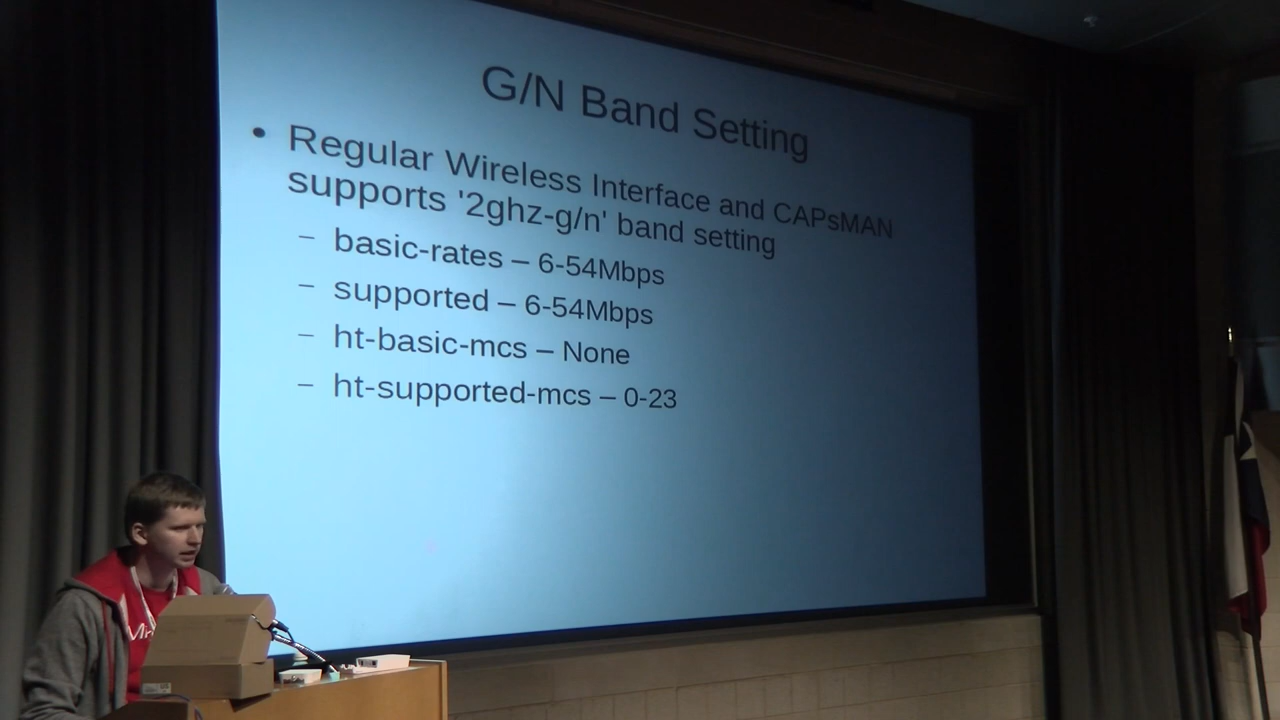 G/N Band Setting
• Regular Wireless Interface and CAPsMAN
supports '2ghz-g/n' band setting
– basic-rates – 6-54Mbps
– supported – 6-54Mbps
– ht-basic-mcs – None
– ht-supported-mcs – 0-23